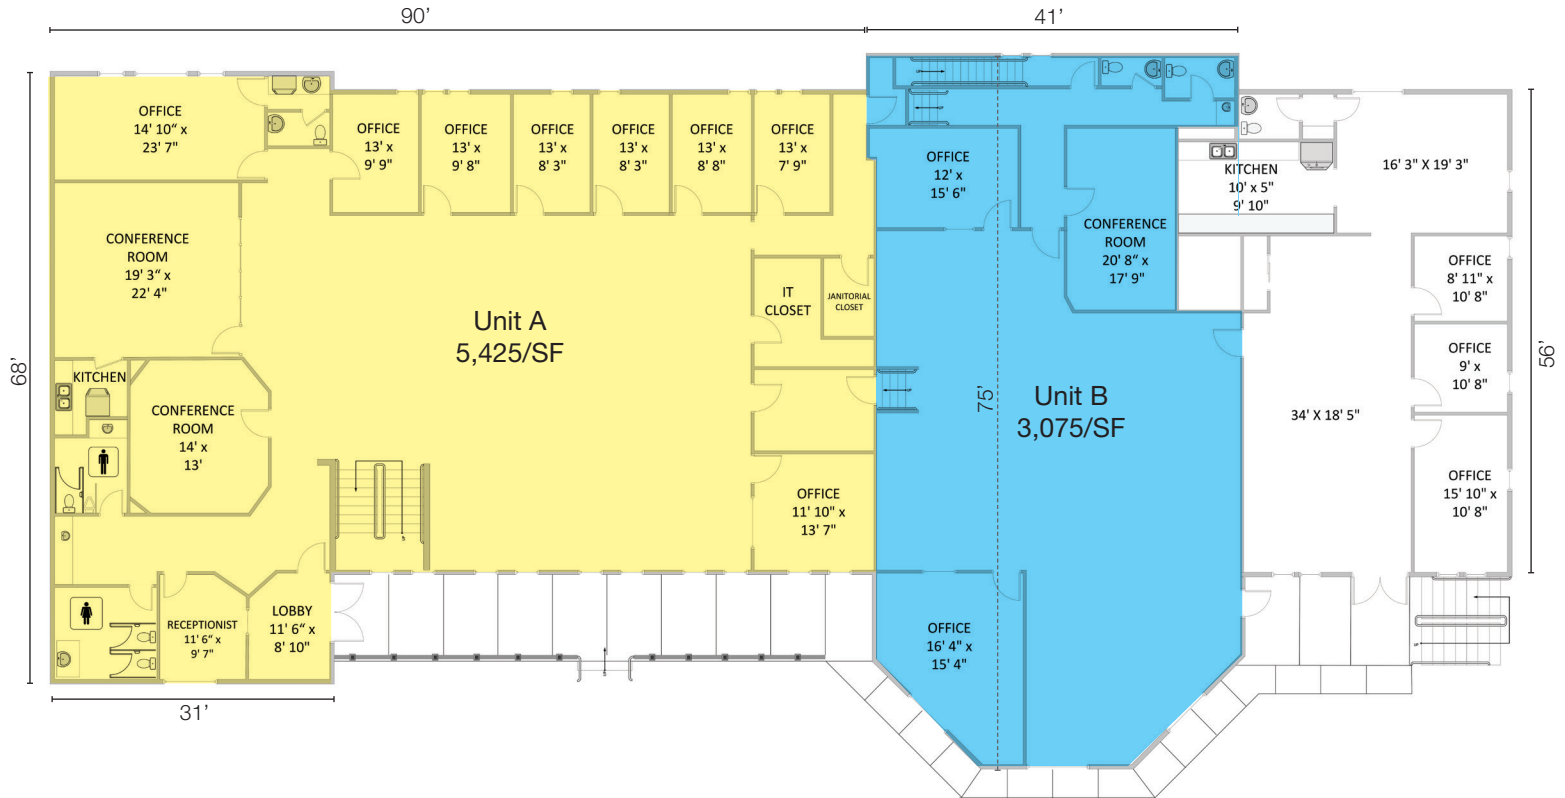 90'
41'
OFFICE
14' 10" x
23' 7"
OFFICE
13' x
9' 9"
OFFICE
13' x
9' 8"
OFFICE
13' x
8' 3"
OFFICE
13' x
8' 3"
OFFICE
13' x
8' 8"
OFFICE
13' x
7' 9"
OFFICE
12' x
15' 6"
KITCHEN
10' x 5"
9' 10"
16' 3" X 19' 3"
CONFERENCE
ROOM
19' 3" x
22' 4"
CONFERENCE
ROOM
20' 8" x
17' 9"
IT
CLOSET
JANITORIAL
CLOSET
OFFICE
8' 11" x
10' 8"
Unit A
5,425/SF
68'
56'
OFFICE
9' x
10' 8"
KITCHEN
CONFERENCE
ROOM
14' x
13'
75'
Unit B
3,075/SF
34' X 18' 5"
OFFICE
15' 10" x
10' 8"
OFFICE
11' 10" x
13' 7"
RECEPTIONIST
11' 6" x
9' 7"
LOBBY
11' 6" x
8' 10"
OFFICE
16' 4" x
15' 4"
31'